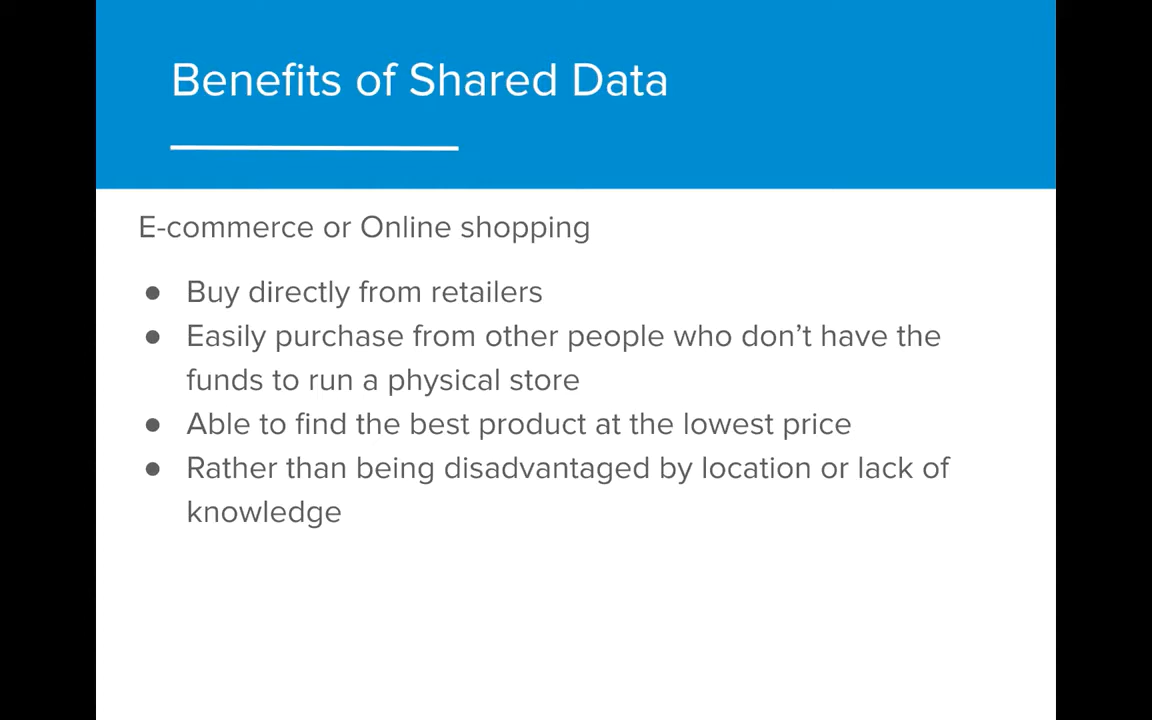 Benefits of Shared Data
E-commerce or Online shopping
● Buy directly from retailers
● Easily purchase from other people who don’t have the
funds to run a physical store
● Able to find the best product at the lowest price
● Rather than being disadvantaged by location or lack of
knowledge